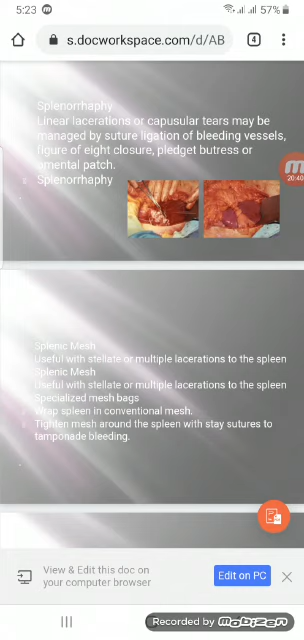 5:23
57%
s.docworkspace.com/d/AB
4
Splenorrhaphy
Linear lacerations or capusular tears may be
managed by suture ligation of bleeding vessels,
figure of eight closure, pledget butress or
omental patch.
Splenorrhaphy
20:40
Splenic Mesh
Useful with stellate or multiple lacerations to the spleen
Splenic Mesh
Useful with stellate or multiple lacerations to the spleen
Specialized mesh bags
Wrap spleen in conventional mesh.
Tighten mesh around the spleen with stay sutures to
tamponade bleeding.
View & Edit this doc on
your computer browser
Edit on PC
Recorded by mobizen